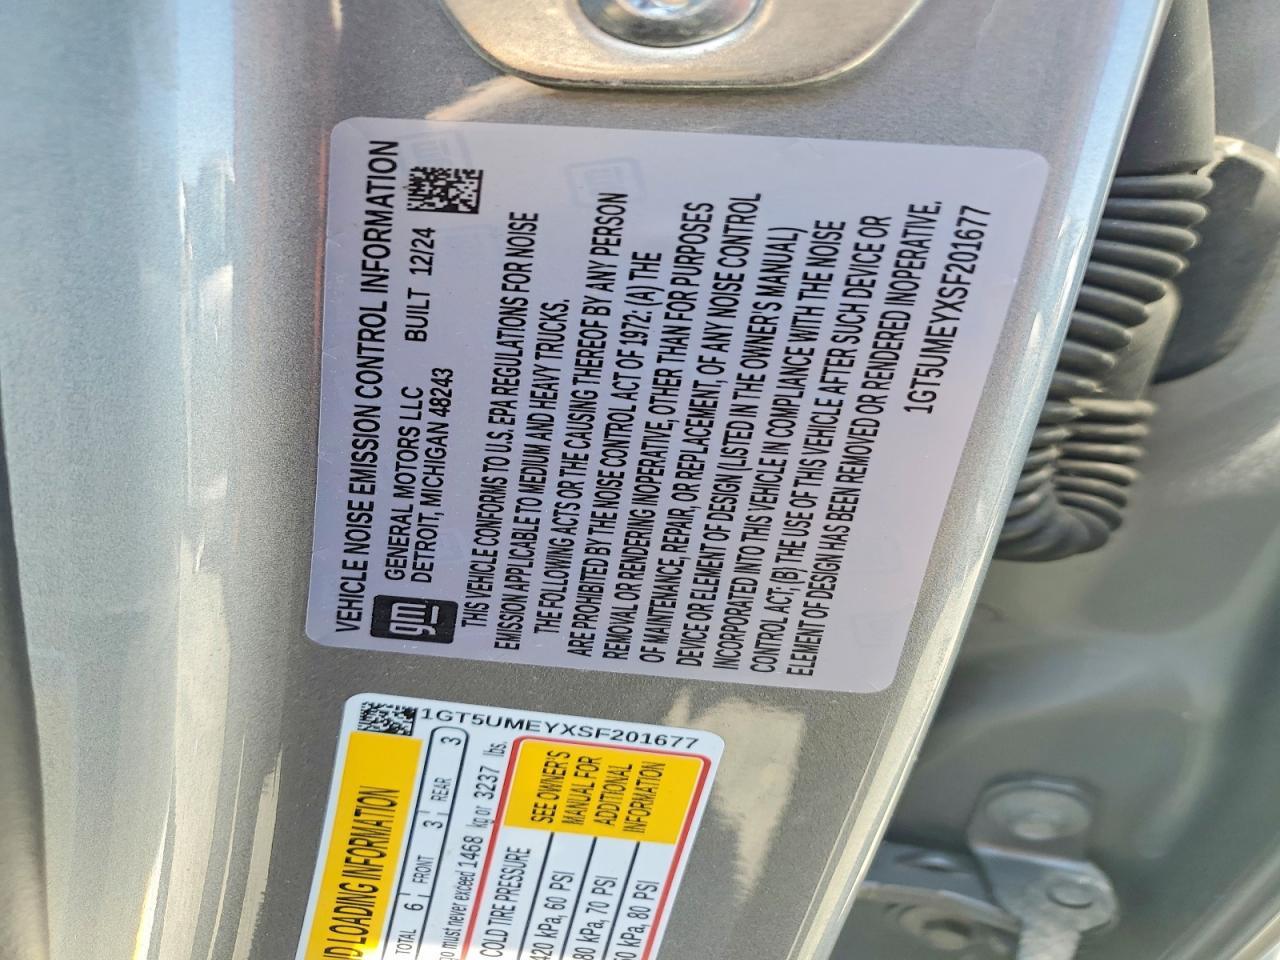 VEHICLE NOISE EMISSION CONTROL INFORMATION
gm
GENERAL MOTORS LLC
DETROIT, MICHIGAN 48243
BUILT 12/24
THIS VEHICLE CONFORMS TO U.S. EPA REGULATIONS FOR NOISE
EMISSION APPLICABLE TO MEDIUM AND HEAVY TRUCKS.
THE FOLLOWING ACTS OR THE CAUSING THEREOF BY ANY PERSON
ARE PROHIBITED BY THE NOISE CONTROL ACT OF 1972: (A) THE
REMOVAL OR RENDERING INOPERATIVE, OTHER THAN FOR PURPOSES
OF MAINTENANCE, REPAIR, OR REPLACEMENT, OF ANY NOISE CONTROL
DEVICE OR ELEMENT OF DESIGN (LISTED IN THE OWNER'S MANUAL)
INCORPORATED INTO THIS VEHICLE IN COMPLIANCE WITH THE NOISE
CONTROL ACT; (B) THE USE OF THIS VEHICLE AFTER SUCH DEVICE OR
ELEMENT OF DESIGN HAS BEEN REMOVED OR RENDERED INOPERATIVE.
1GT5UMEYXSF201677
1GT5UMEYXSF201677
LOADING INFORMATION
TOTAL 6 FRONT 3 REAR 3
must never exceed 1468 kg or 3237 lbs.
COLD TIRE PRESSURE
420 kPa, 60 PSI
80 kPa, 70 PSI
0 kPa, 80 PSI
SEE OWNER'S
MANUAL FOR
ADDITIONAL
INFORMATION